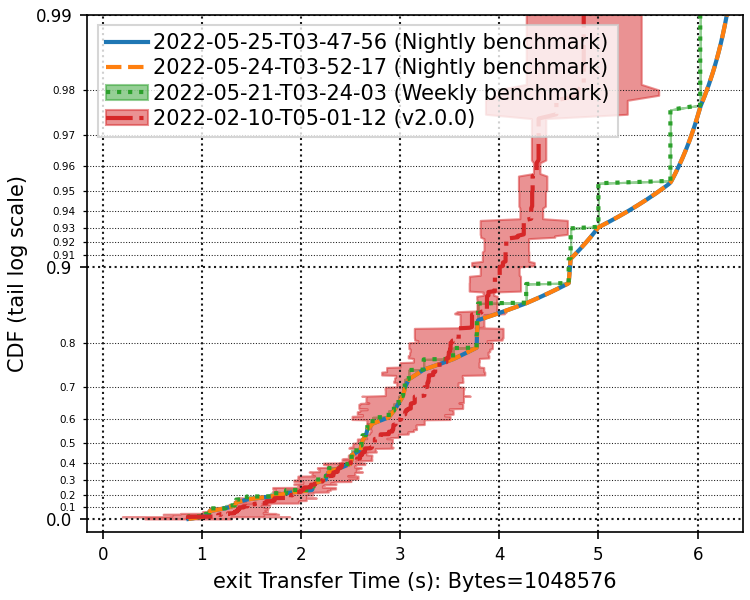 0.99
2022-05-25-T03-47-56 (Nightly benchmark)
2022-05-24-T03-52-17 (Nightly benchmark)
2022-05-21-T03-24-03 (Weekly benchmark)
2022-02-10-T05-01-12 (v2.0.0)
0.98
0.97
0.96
0.95
0.94
0.93
0.92
0.91
0.9
0.8
0.7
0.6
0.5
0.4
0.3
0.2
0.1
0.0
CDF (tail log scale)
0 1 2 3 4 5 6
exit Transfer Time (s): Bytes=1048576